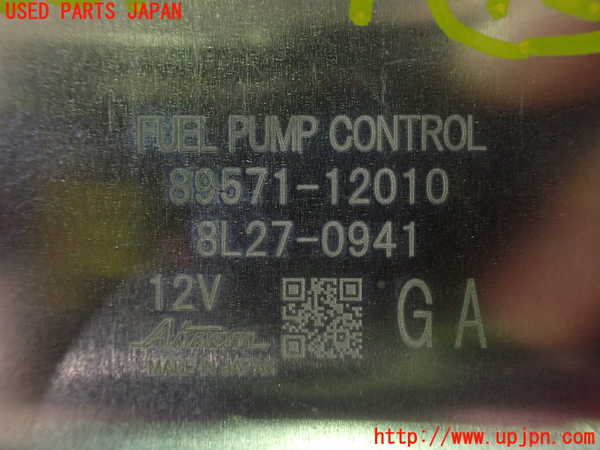 USED PARTS JAPAN
FUEL PUMP CONTROL
89571-12010
8L27-0941
12V
GA
MADE IN JAPAN
http://www.upjpn.com/